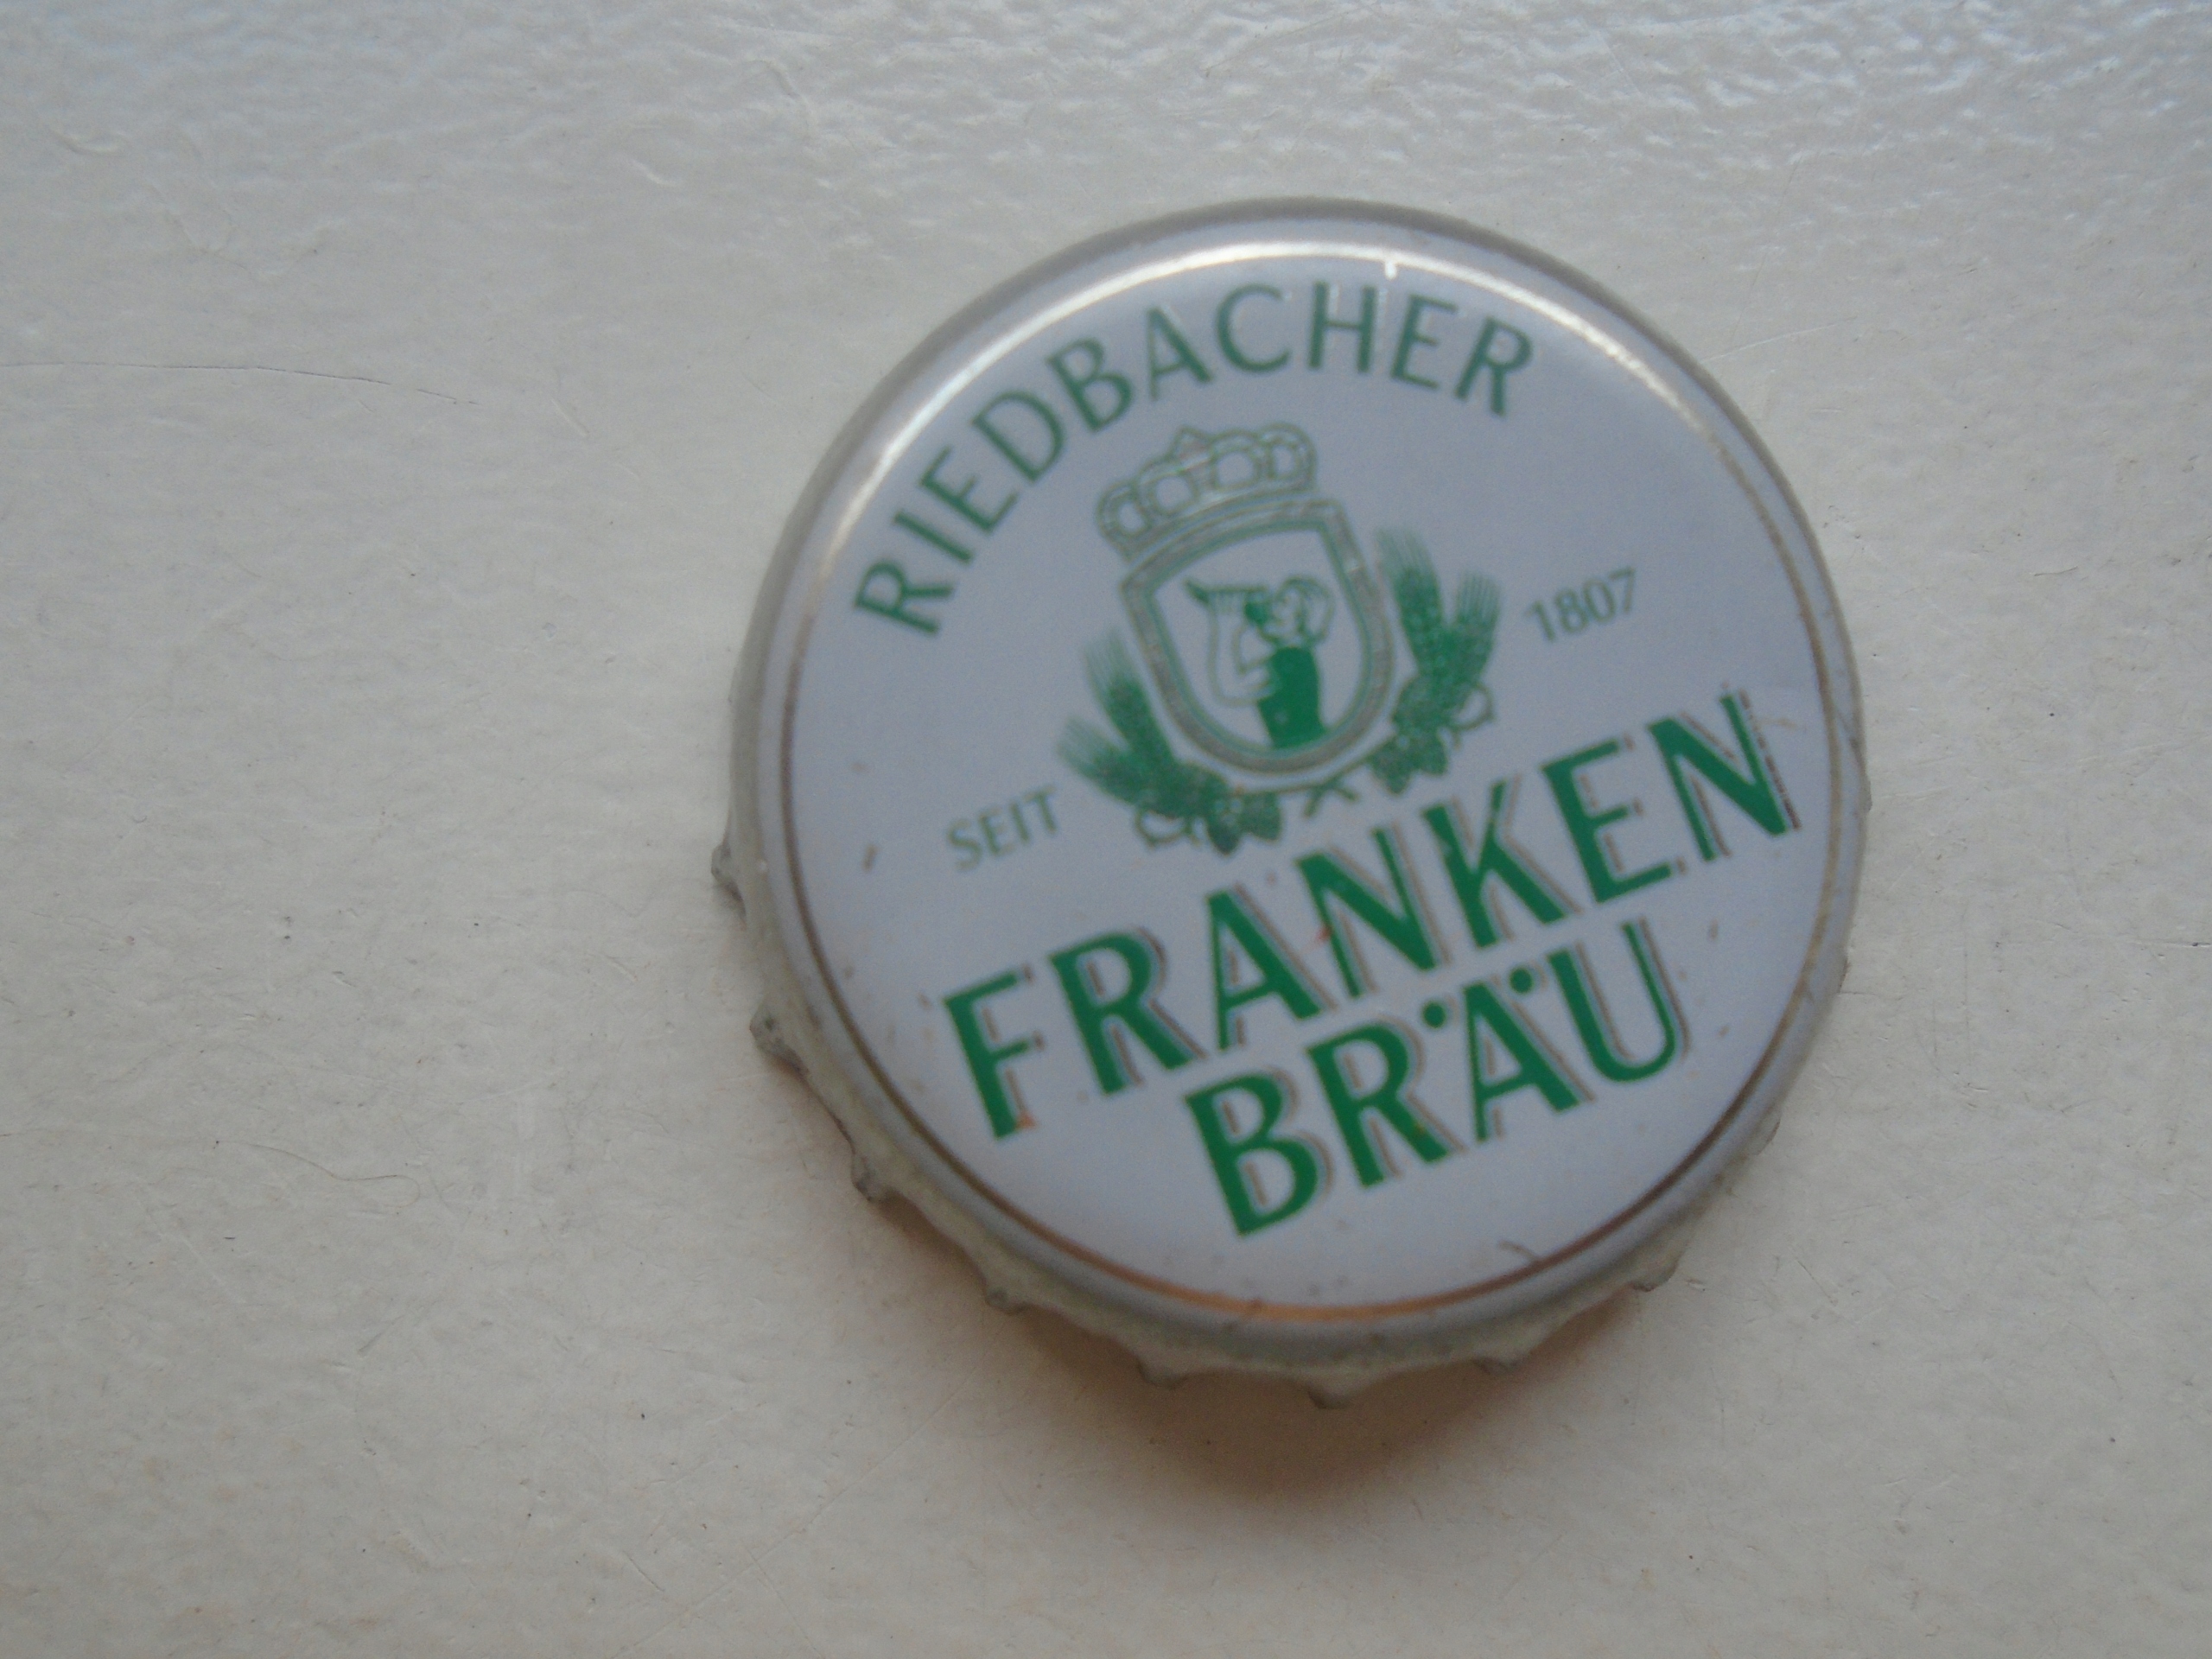 RIEDBACHER
SEIT 1807
FRANKEN
BRÄU